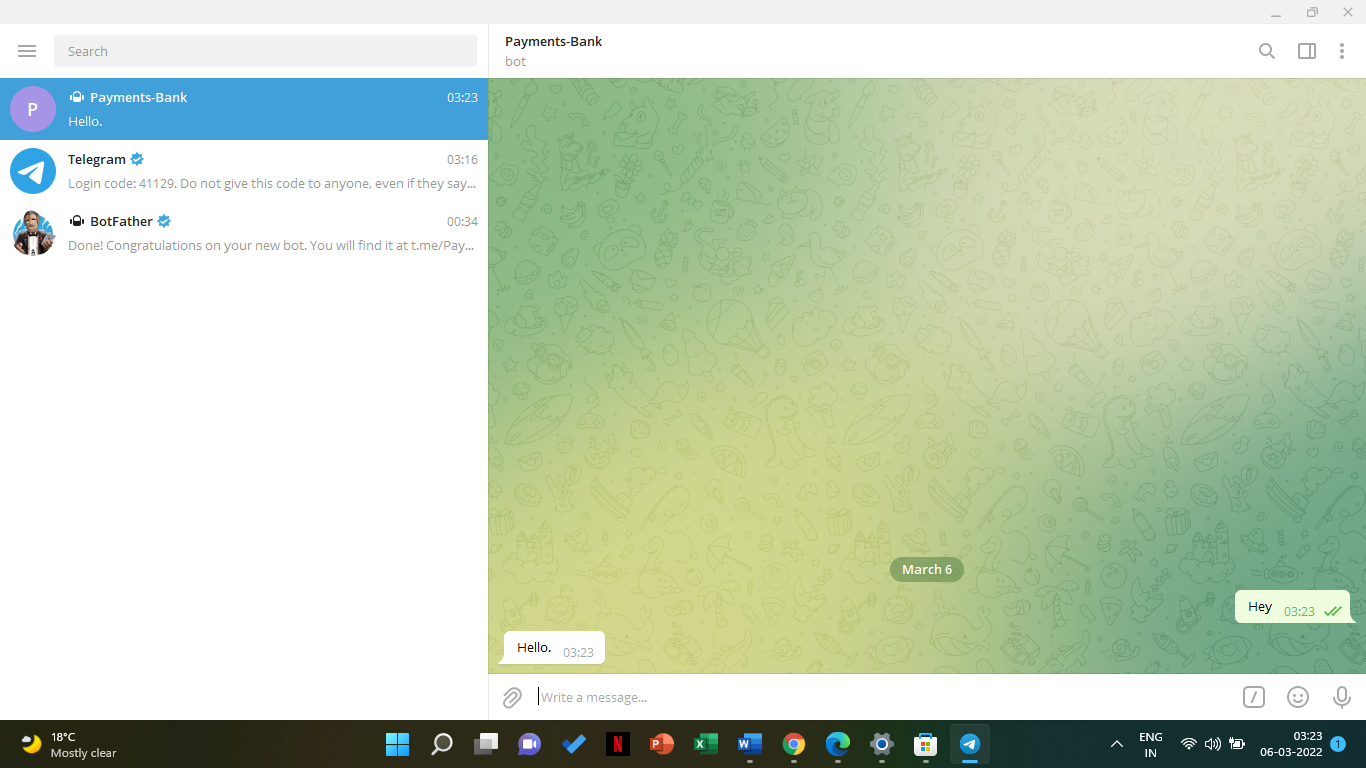 Search
Payments-Bank
bot
P
Payments-Bank 03:23
Hello.
Telegram 03:16
Login code: 41129. Do not give this code to anyone, even if they say...
BotFather 00:34
Done! Congratulations on your new bot. You will find it at t.me/Pay...
March 6
Hey 03:23
Hello. 03:23
Write a message...
18°C
Mostly clear
N
P
X
W
ENG
IN
03:23
06-03-2022
1